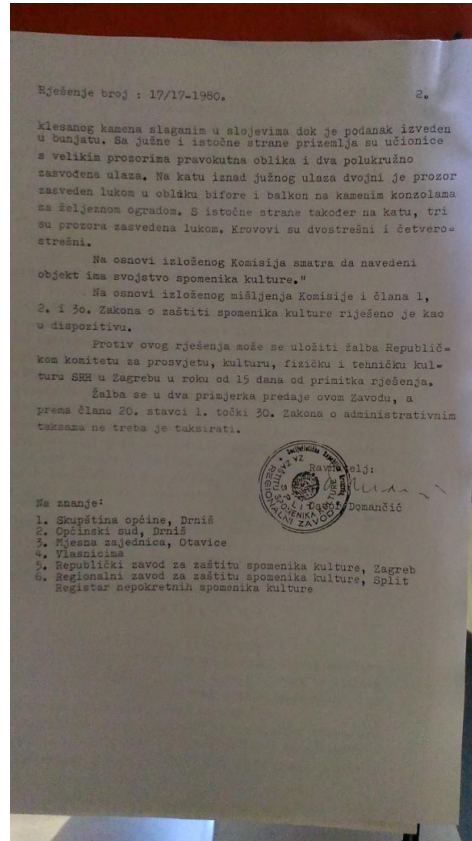 Rješenje broj : 17/17-1980. 2.
klesanog kamena slaganim u slojevima dok je podanak izveden
u bunjatu. Sa južne i istočne strane prizemlja su učionice
s velikim prozorima pravokutna oblika i dva polukružno
zasvođena ulaza. Na katu iznad južnog ulaza dvojni je prozor
zasveden lukom u obliku bifore i balkon na kamenim konzolama
sa željeznom ogradom. S istočne strane također na katu, tri
su prozora zasvedena lukom. Krovovi su dvostrešni i četvero=
strešni.
Na osnovi izloženog Komisija smatra da navedeni
objekt ima svojstvo spomenika kulture."
Na osnovi izloženog mišljenja Komisije i člana 1,
2. i 30. Zakona o zaštiti spomenika kulture riješeno je kao
u dispozitivu.
Protiv ovog rješenja može se uložiti žalba Republič=
kom komitetu za prosvjetu, kulturu, fizičku i tehničku kul=
turu SRH u Zagrebu u roku od 15 dana od primitka rješenja.
Žalba se u dva primjerka predaje ovom Zavodu, a
prema članu 20. stavci 1. točki 30. Zakona o administrativnim
taksama ne treba je taksirati.
Ravnatelj:
Davor Domančić
REGIONALNI ZAVOD
ZA ZAŠTITU SPOMENIKA KULTURE
SPLIT
Na znanje:
1. Skupština općine, Drniš
2. Općinski sud, Drniš
3. Mjesna zajednica, Otavice
4. Vlasnicima
5. Republički zavod za zaštitu spomenika kulture, Zagreb
6. Regionalni zavod za zaštitu spomenika kulture, Split
Registar nepokretnih spomenika kulture